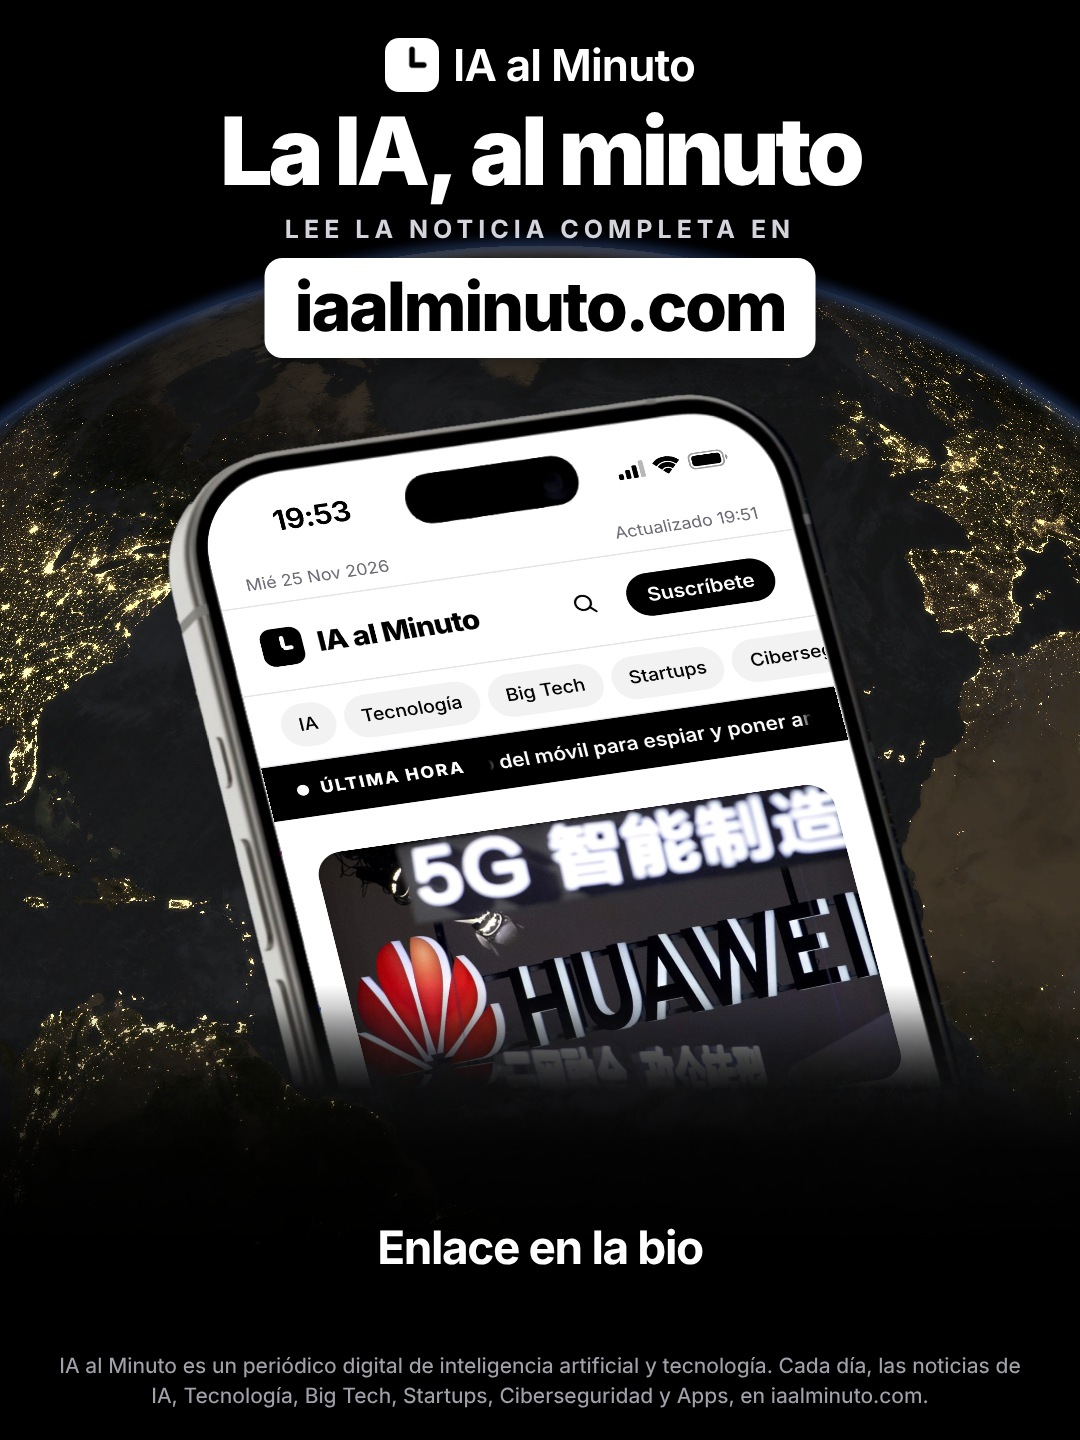 IA al Minuto
La IA, al minuto
LEE LA NOTICIA COMPLETA EN
iaalminuto.com
19:53
Mié 25 Nov 2026
Actualizado 19:51
IA al Minuto
Suscríbete
IA
Tecnología
Big Tech
Startups
ÚLTIMA HORA
del móvil para espiar y poner
5G 智能制造
HUAWEI
Enlace en la bio
IA al Minuto es un periódico digital de inteligencia artificial y tecnología. Cada día, las noticias de
IA, Tecnología, Big Tech, Startups, Ciberseguridad y Apps, en iaalminuto.com.